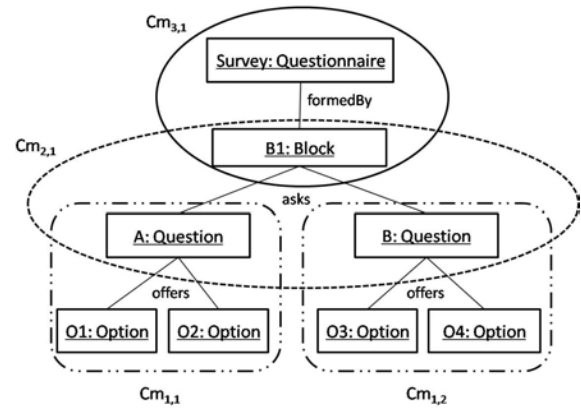 Cm3,1
Survey: Questionnaire
formedBy
Cm2,1
B1: Block
asks
A: Question
B: Question
offers
offers
O1: Option
O2: Option
O3: Option
O4: Option
Cm1,1
Cm1,2